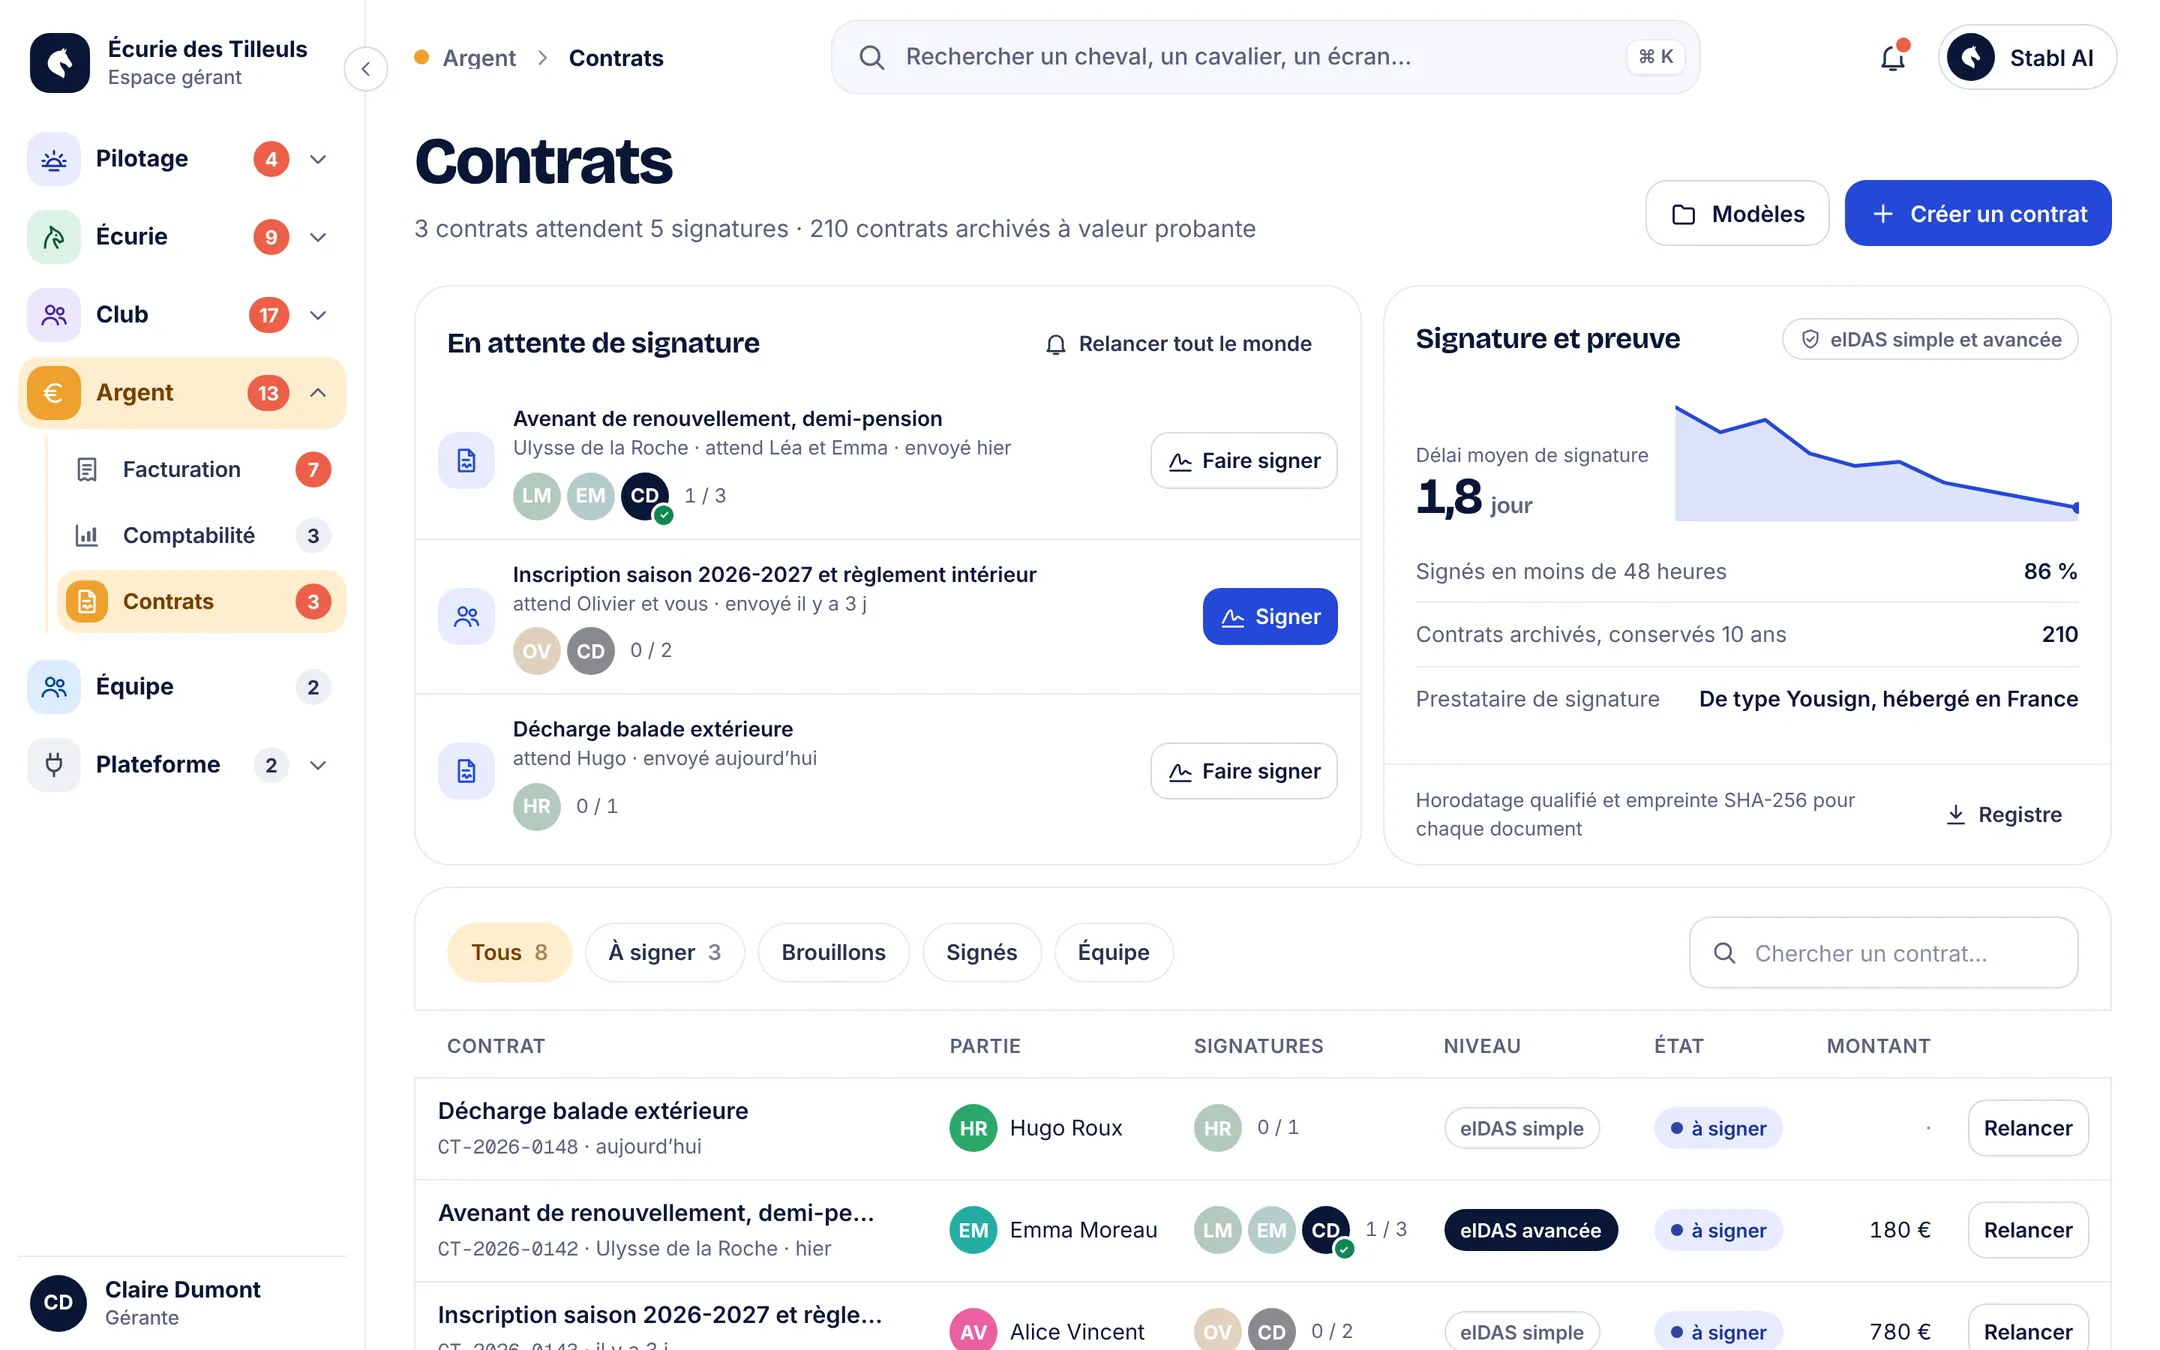 Écurie des Tilleuls
Espace gérant
Argent
Contrats
Rechercher un cheval, un cavalier, un écran...
⌘ K
Stabl AI
Pilotage
4
Écurie
9
Club
17
Argent
13
Facturation
7
Comptabilité
3
Contrats
3
Équipe
2
Plateforme
2
CD
Claire Dumont
Gérante
Contrats
3 contrats attendent 5 signatures · 210 contrats archivés à valeur probante
Modèles
Créer un contrat
En attente de signature
Relancer tout le monde
Avenant de renouvellement, demi-pension
Ulysse de la Roche · attend Léa et Emma · envoyé hier
LM EM CD 1 / 3
Faire signer
Inscription saison 2026-2027 et règlement intérieur
attend Olivier et vous · envoyé il y a 3 j
OV CD 0 / 2
Signer
Décharge balade extérieure
attend Hugo · envoyé aujourd’hui
HR 0 / 1
Faire signer
Signature et preuve
eIDAS simple et avancée
Délai moyen de signature
1,8 jour
Signés en moins de 48 heures 86 %
Contrats archivés, conservés 10 ans 210
Prestataire de signature De type Yousign, hébergé en France
Horodatage qualifié et empreinte SHA-256 pour
chaque document
Registre
Tous 8
À signer 3
Brouillons
Signés
Équipe
Chercher un contrat...
CONTRAT PARTIE SIGNATURES NIVEAU ÉTAT MONTANT
Décharge balade extérieure
CT-2026-0148 · aujourd’hui
HR Hugo Roux
HR 0 / 1
eIDAS simple
à signer
·
Relancer
Avenant de renouvellement, demi-pe...
CT-2026-0142 · Ulysse de la Roche · hier
EM Emma Moreau
LM EM CD 1 / 3
eIDAS avancée
à signer
180 €
Relancer
Inscription saison 2026-2027 et règle...
CT-2026-0143 · il y a 3 j
AV Alice Vincent
OV CD 0 / 2
eIDAS simple
à signer
780 €
Relancer